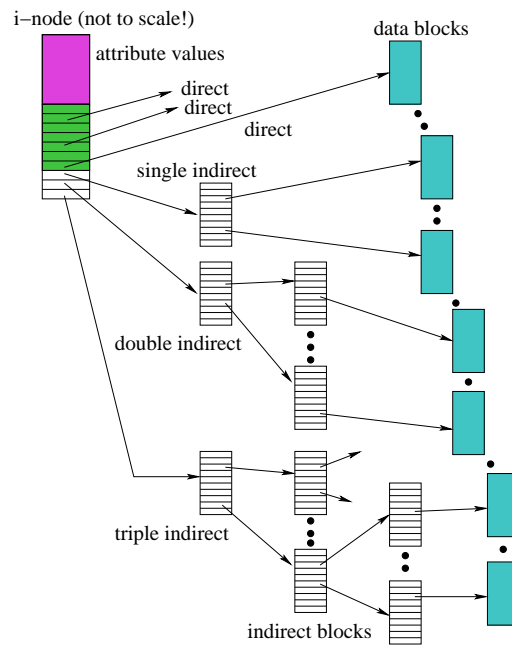 i−node (not to scale!)
data blocks
attribute values
direct
direct
direct
single indirect
double indirect
triple indirect
indirect blocks